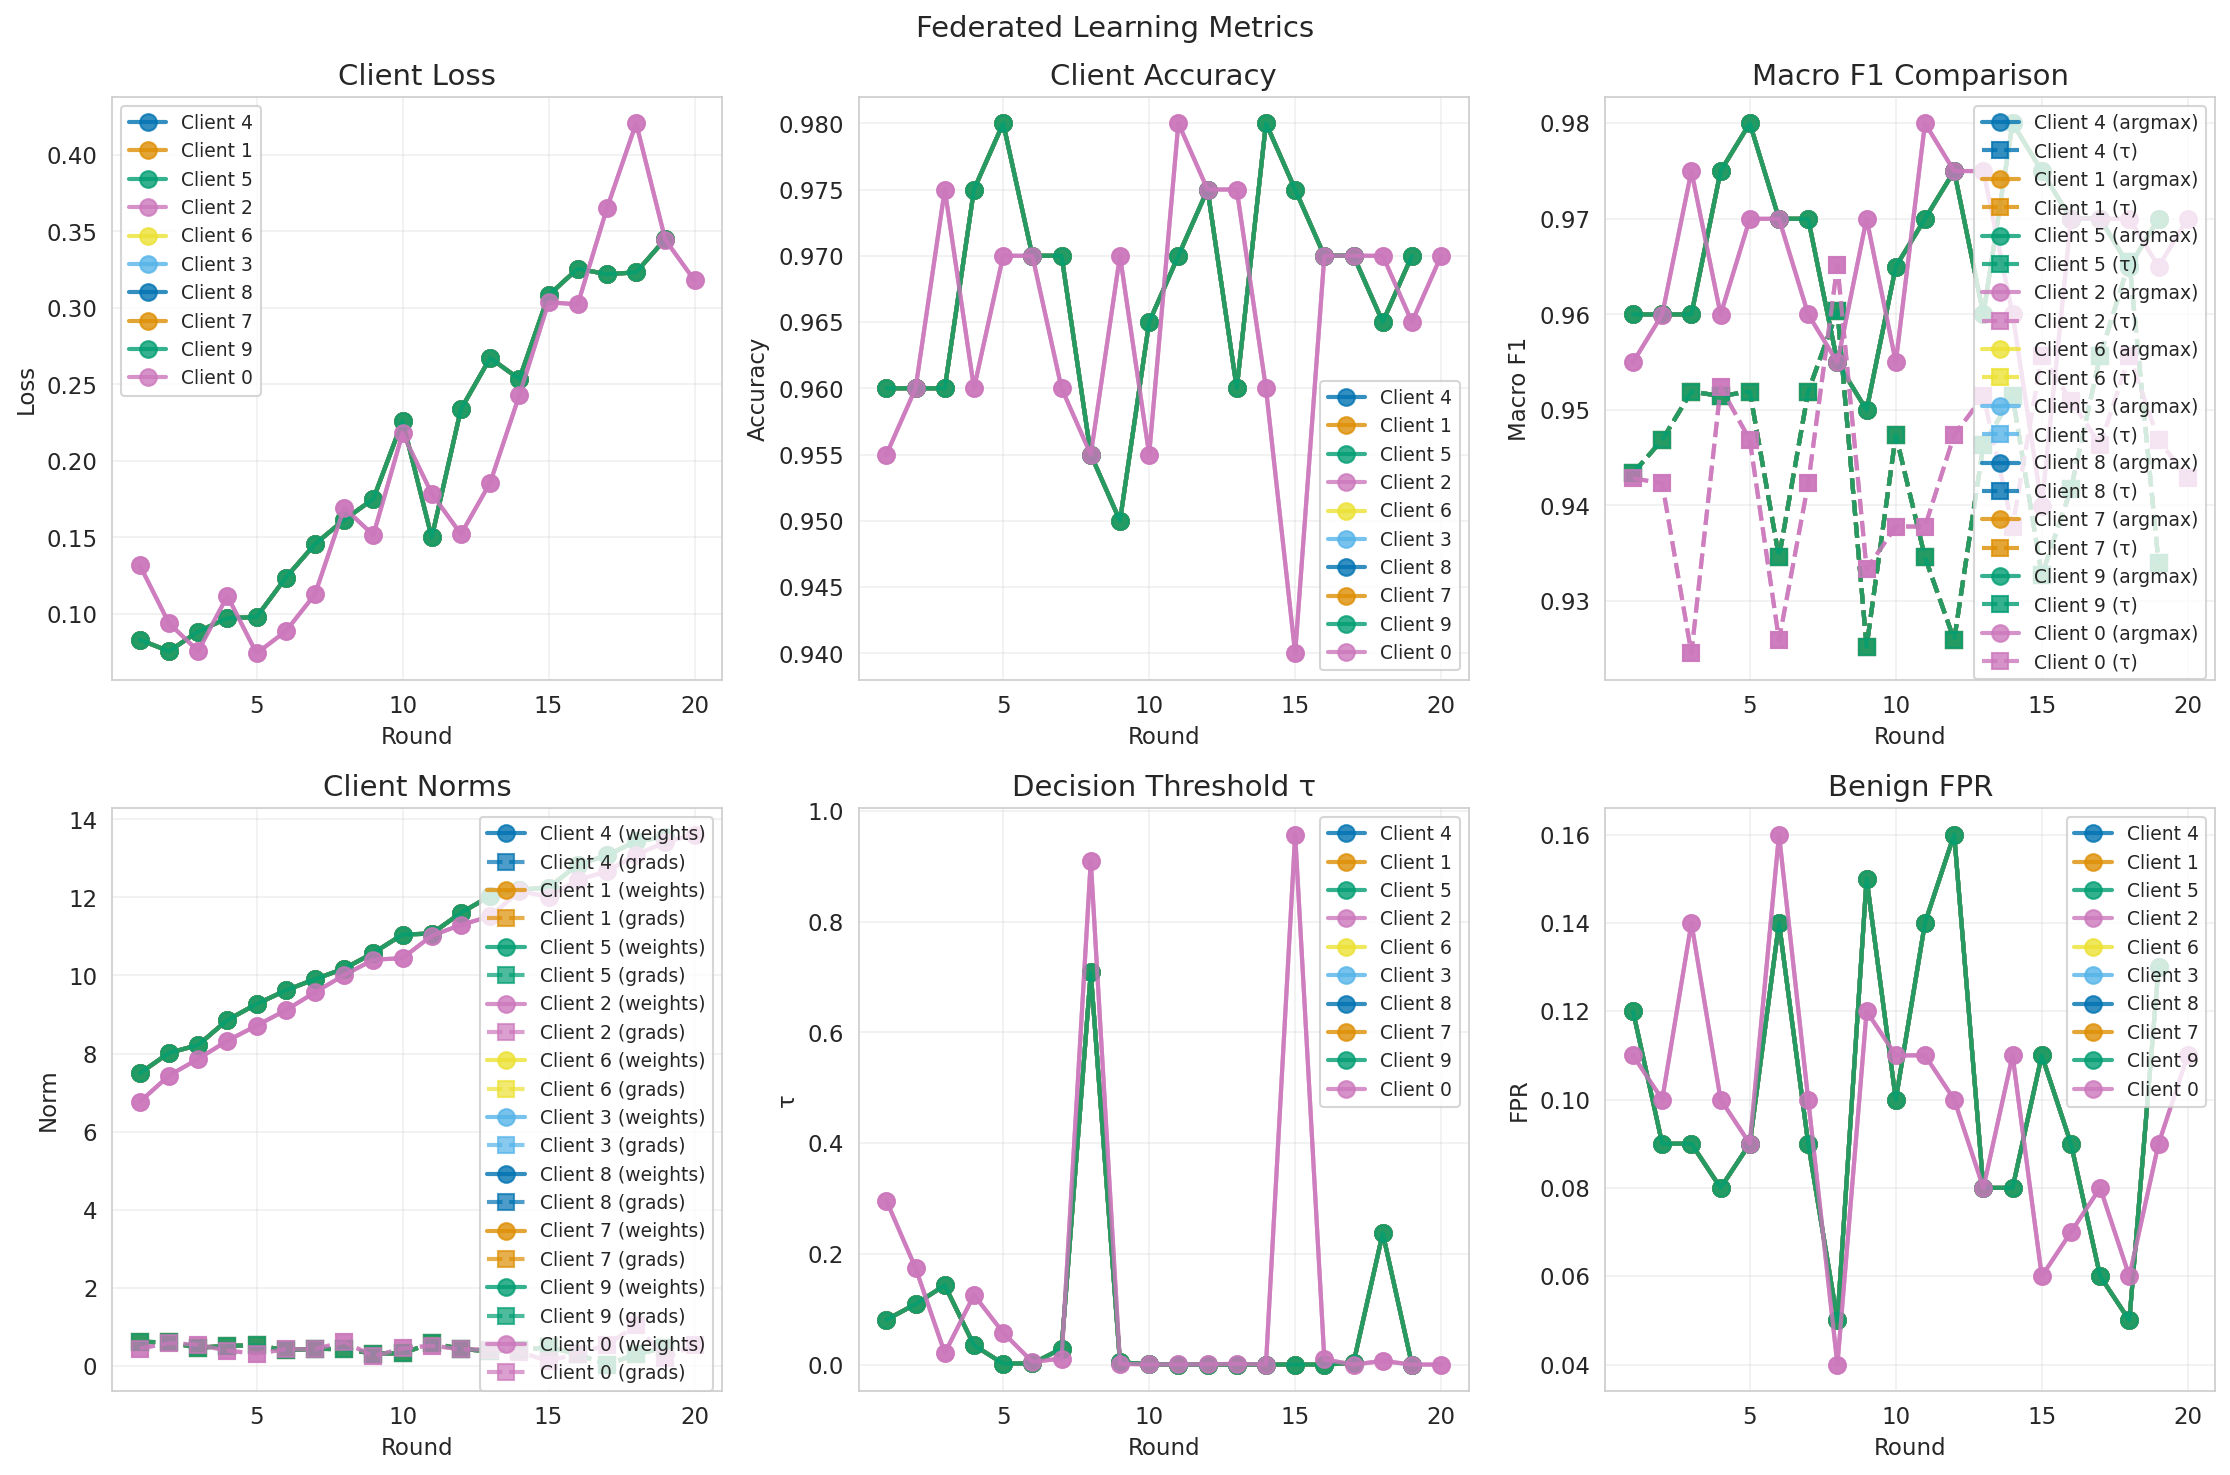 Federated Learning Metrics
Client Loss
Loss
0.40
0.35
0.30
0.25
0.20
0.15
0.10
Client 4
Client 1
Client 5
Client 2
Client 6
Client 3
Client 8
Client 7
Client 9
Client 0
5
10
15
20
Round
Client Accuracy
Accuracy
0.980
0.975
0.970
0.965
0.960
0.955
0.950
0.945
0.940
Client 4
Client 1
Client 5
Client 2
Client 6
Client 3
Client 8
Client 7
Client 9
Client 0
5
10
15
20
Round
Macro F1 Comparison
Macro F1
0.98
0.97
0.96
0.95
0.94
0.93
Client 4 (argmax)
Client 4 (τ)
Client 1 (argmax)
Client 1 (τ)
Client 5 (argmax)
Client 5 (τ)
Client 2 (argmax)
Client 2 (τ)
Client 6 (argmax)
Client 6 (τ)
Client 3 (argmax)
Client 3 (τ)
Client 8 (argmax)
Client 8 (τ)
Client 7 (argmax)
Client 7 (τ)
Client 9 (argmax)
Client 9 (τ)
Client 0 (argmax)
Client 0 (τ)
5
10
15
20
Round
Client Norms
Norm
14
12
10
8
6
4
2
0
Client 4 (weights)
Client 4 (grads)
Client 1 (weights)
Client 1 (grads)
Client 5 (weights)
Client 5 (grads)
Client 2 (weights)
Client 2 (grads)
Client 6 (weights)
Client 6 (grads)
Client 3 (weights)
Client 3 (grads)
Client 8 (weights)
Client 8 (grads)
Client 7 (weights)
Client 7 (grads)
Client 9 (weights)
Client 9 (grads)
Client 0 (weights)
Client 0 (grads)
5
10
15
20
Round
Decision Threshold τ
τ
1.0
0.8
0.6
0.4
0.2
0.0
Client 4
Client 1
Client 5
Client 2
Client 6
Client 3
Client 8
Client 7
Client 9
Client 0
5
10
15
20
Round
Benign FPR
FPR
0.16
0.14
0.12
0.10
0.08
0.06
0.04
Client 4
Client 1
Client 5
Client 2
Client 6
Client 3
Client 8
Client 7
Client 9
Client 0
5
10
15
20
Round